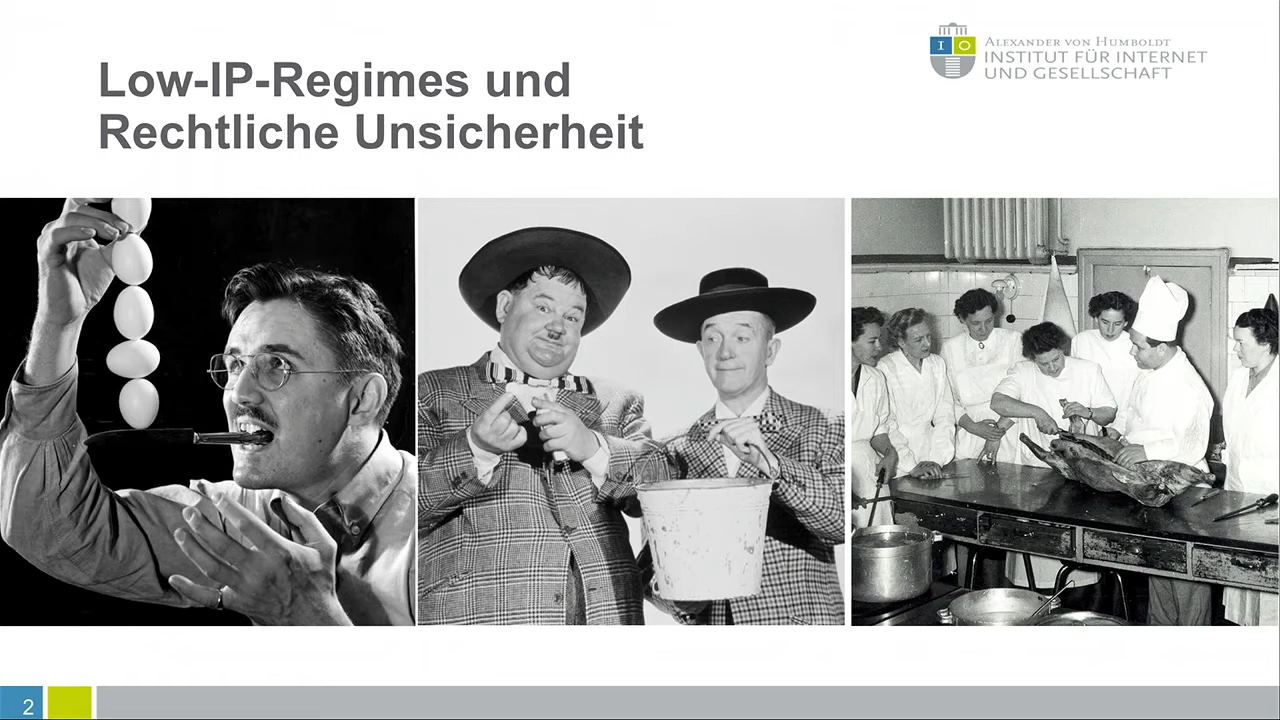 Low-IP-Regimes und
Rechtliche Unsicherheit
I O
ALEXANDER VON HUMBOLDT
INSTITUT FÜR INTERNET
UND GESELLSCHAFT
2